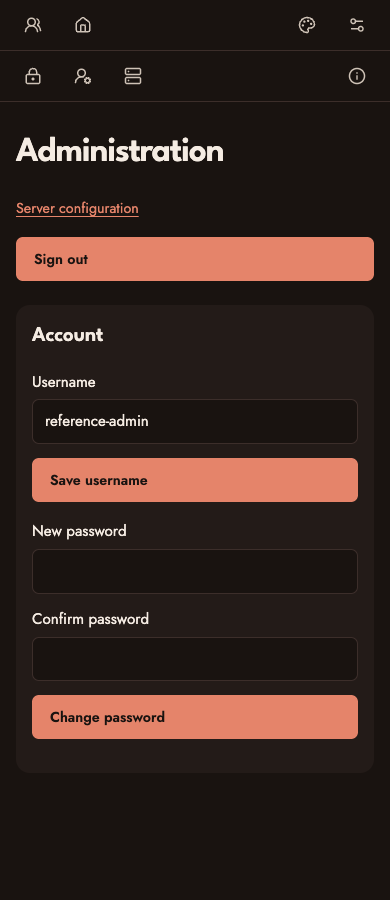 Administration
Server configuration
Sign out
Account
Username
reference-admin
Save username
New password
Confirm password
Change password